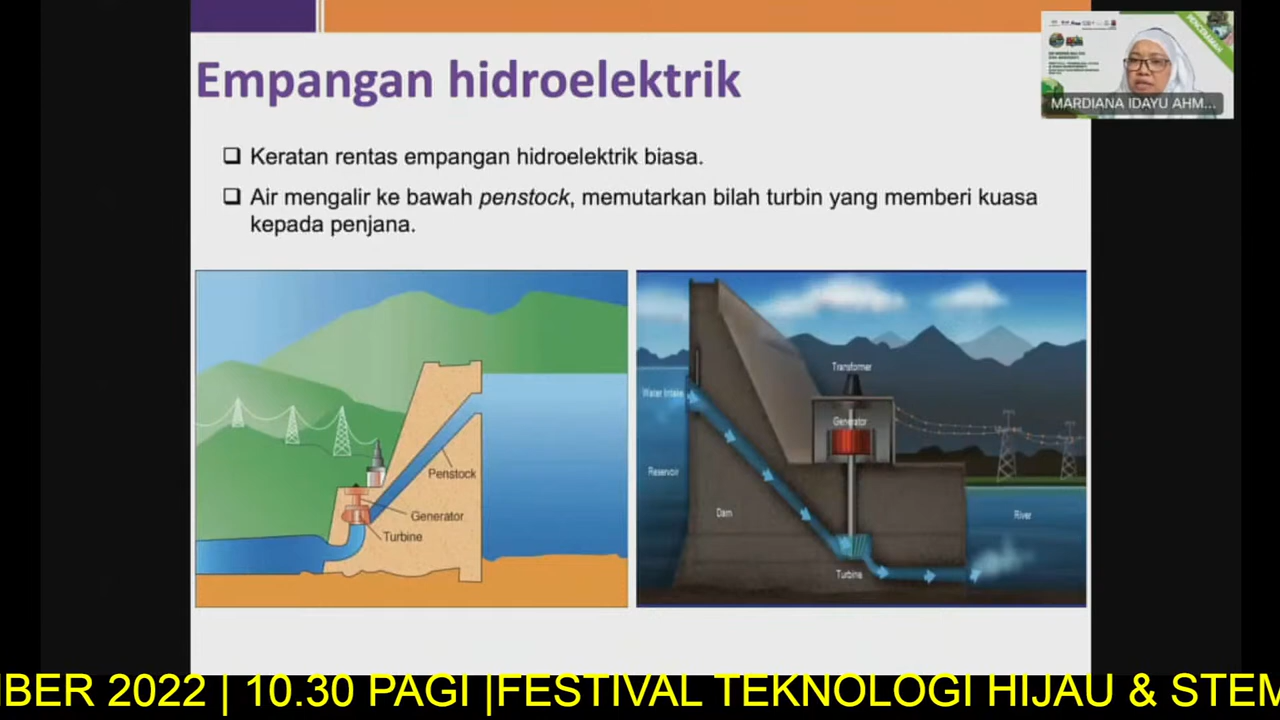 Empangan hidroelektrik
Keratan rentas empangan hidroelektrik biasa.
Air mengalir ke bawah penstock, memutarkan bilah turbin yang memberi kuasa
kepada penjana.
PENCERAMAH
MARDIANA IDAYU AHM...
Penstock
Generator
Turbine
Transformer
Water Intake
Generator
Reservoir
Dam
River
Turbine
MBER 2022 | 10.30 PAGI |FESTIVAL TEKNOLOGI HIJAU & STEM